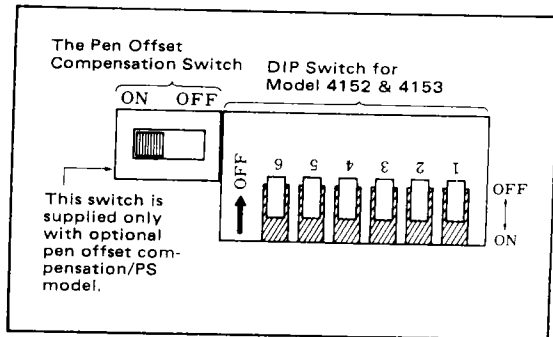 The Pen Offset
Compensation Switch
ON OFF
DIP Switch for
Model 4152 & 4153
OFF
6 5 4 3 2 1
OFF
ON
This switch is
supplied only
with optional
pen offset com-
pensation/PS
model.